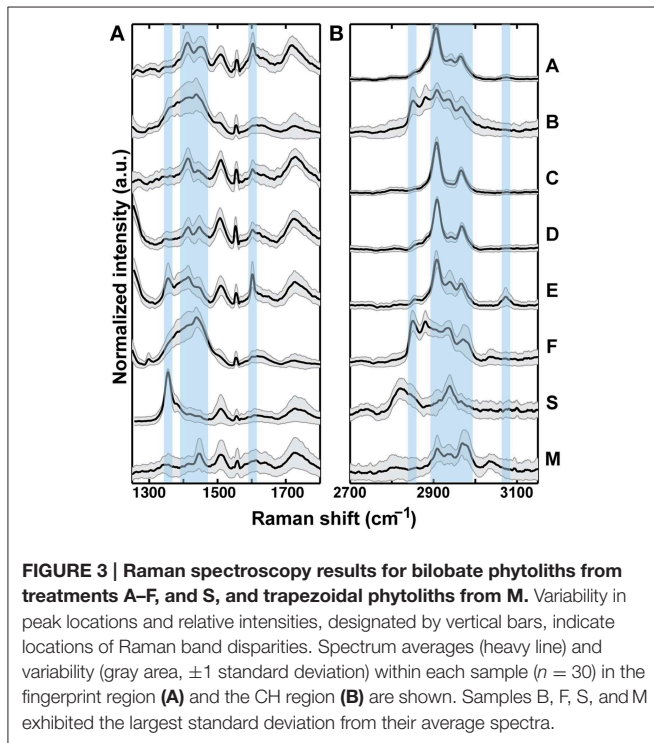 A
B
Normalized intensity (a.u.)
A
B
C
D
E
F
S
M
1300 1500 1700
2700 2900 3100
Raman shift (cm⁻¹)
FIGURE 3 | Raman spectroscopy results for bilobate phytoliths from
treatments A–F, and S, and trapezoidal phytoliths from M. Variability in
peak locations and relative intensities, designated by vertical bars, indicate
locations of Raman band disparities. Spectrum averages (heavy line) and
variability (gray area, ±1 standard deviation) within each sample (n = 30) in the
fingerprint region (A) and the CH region (B) are shown. Samples B, F, S, and M
exhibited the largest standard deviation from their average spectra.